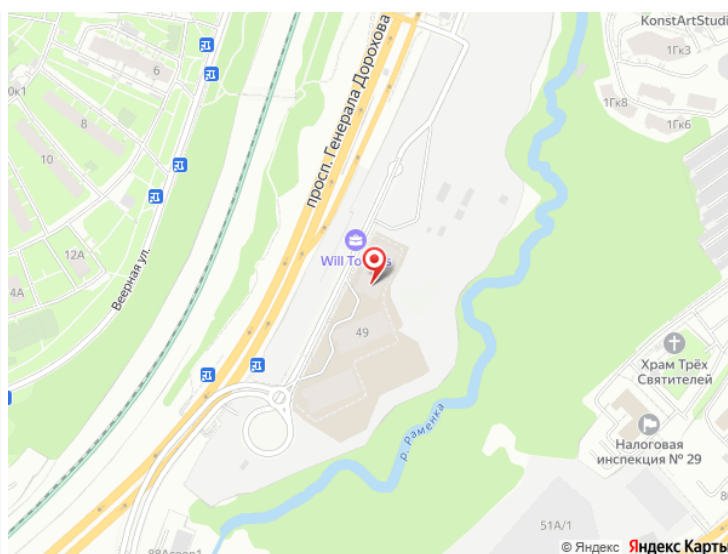 KonstArtStudi
1Гк3
6
0к1
8
1Гк8
1Гк6
10
просп. Генерала Дорохова
12А
4А
Веерная ул.
Will To
s
49
Храм Трёх
Святителей
р. Раменка
Налоговая
инспекция № 29
51А/1
© Яндекс Яндекс Карты